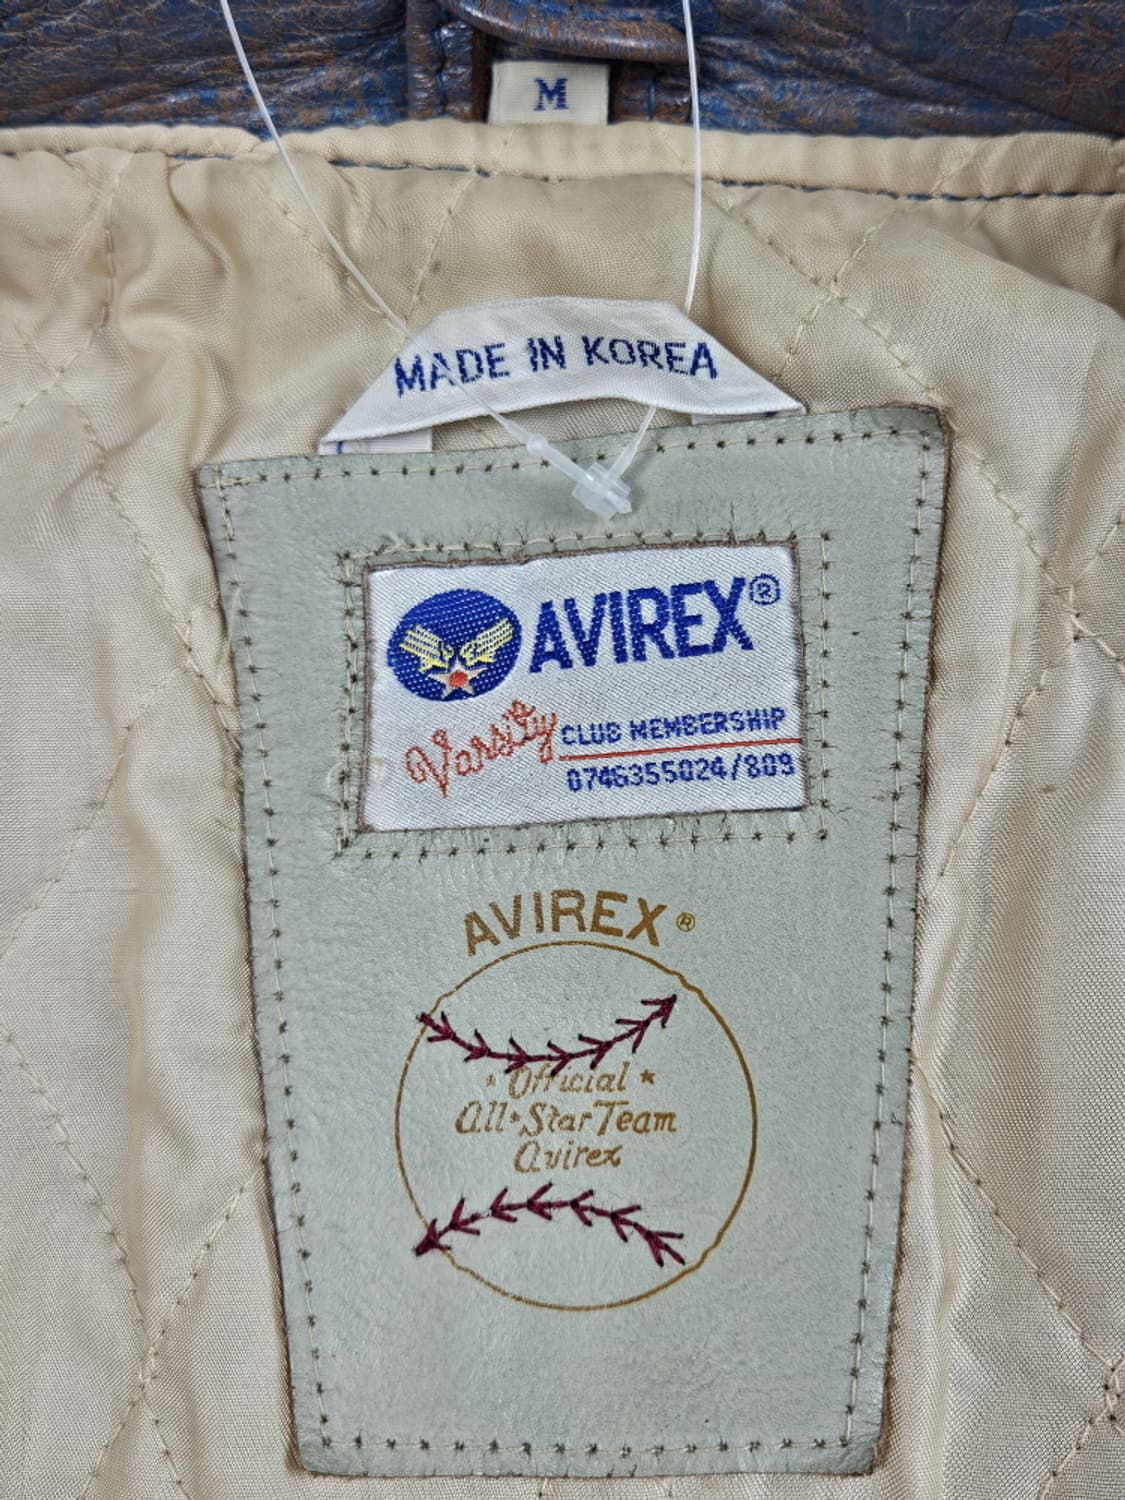 M
MADE IN KOREA
AVIREX®
Varsity CLUB MEMBERSHIP
0746355024/809
AVIREX®
★ Official ★
All★Star Team
Avirex